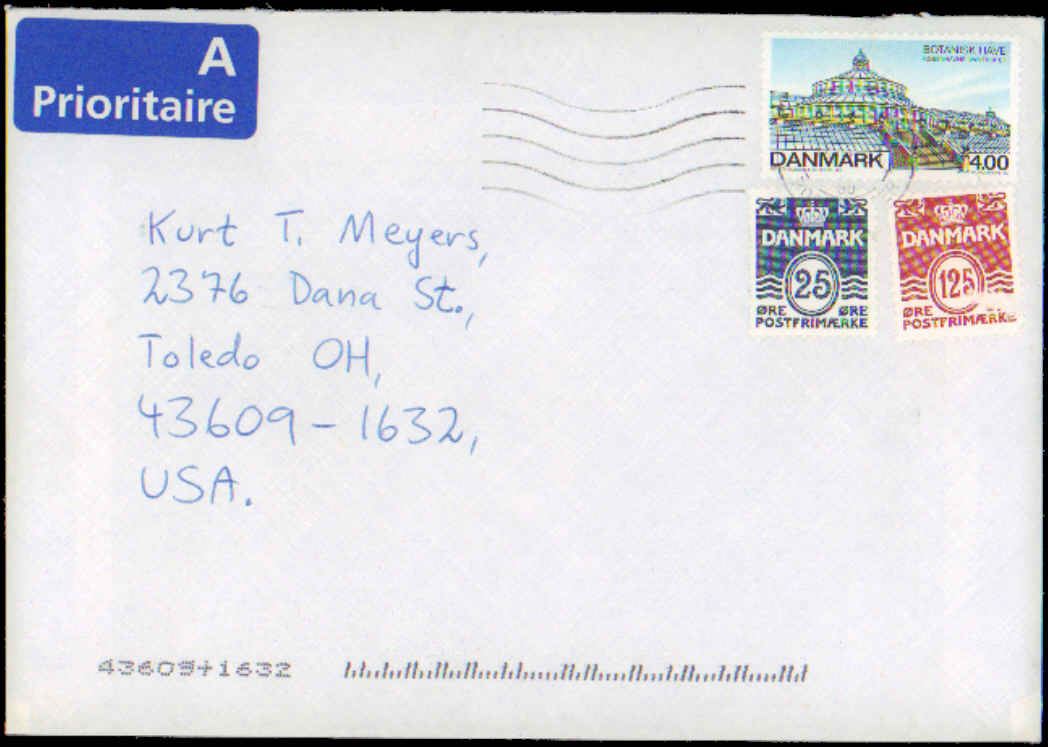 A
Prioritaire
BOTANISK HAVE
DANMARK 4.00
DANMARK
25
ØRE ØRE
POSTFRIMÆRKE
DANMARK
125
ØRE
POSTFRIMÆRKE
Kurt T. Meyers,
2376 Dana St.,
Toledo OH,
43609-1632,
USA.
43609+1632